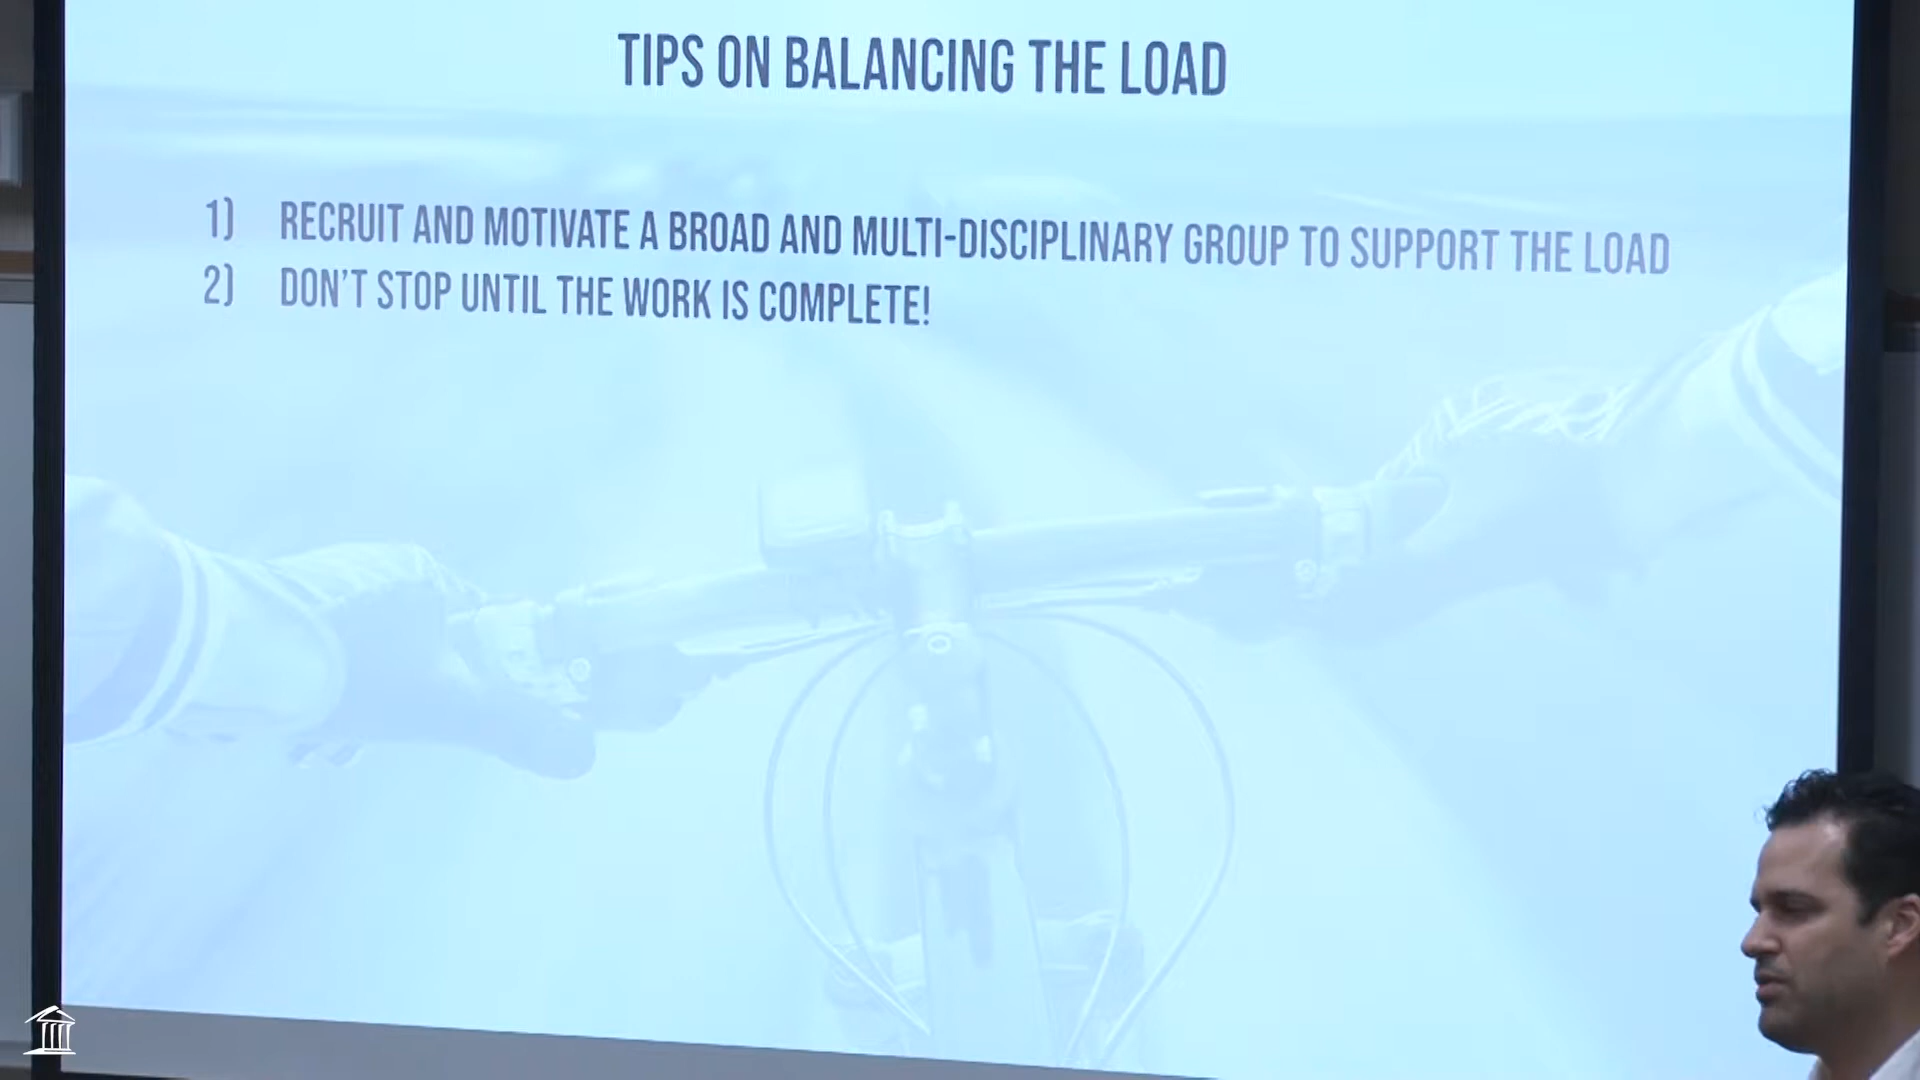 TIPS ON BALANCING THE LOAD
1) RECRUIT AND MOTIVATE A BROAD AND MULTI-DISCIPLINARY GROUP TO SUPPORT THE LOAD
2) DON'T STOP UNTIL THE WORK IS COMPLETE!